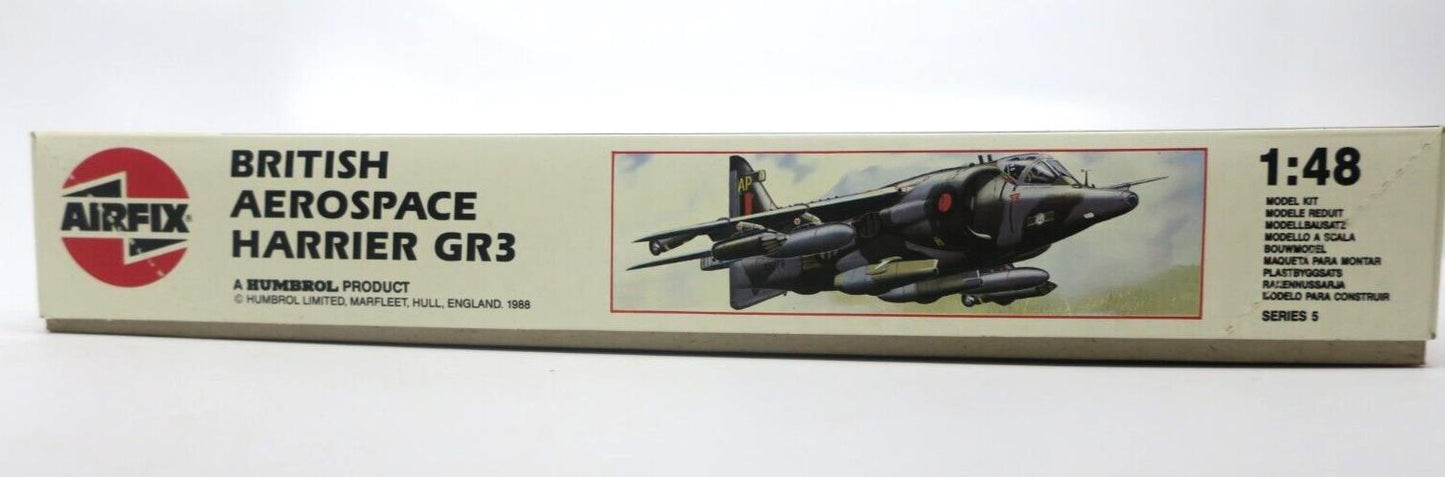 AIRFIX
BRITISH
AEROSPACE
HARRIER GR3
A HUMBROL PRODUCT
© HUMBROL LIMITED, MARFLEET, HULL, ENGLAND. 1988
AP
1:48
MODEL KIT
MODELE REDUIT
MODELLBAUSATZ
MODELLO A SCALA
BOUWMODEL
MAQUETA PARA MONTAR
PLASTBYGGSATS
RAKENNUSSARJA
MODELO PARA CONSTRUIR
SERIES 5